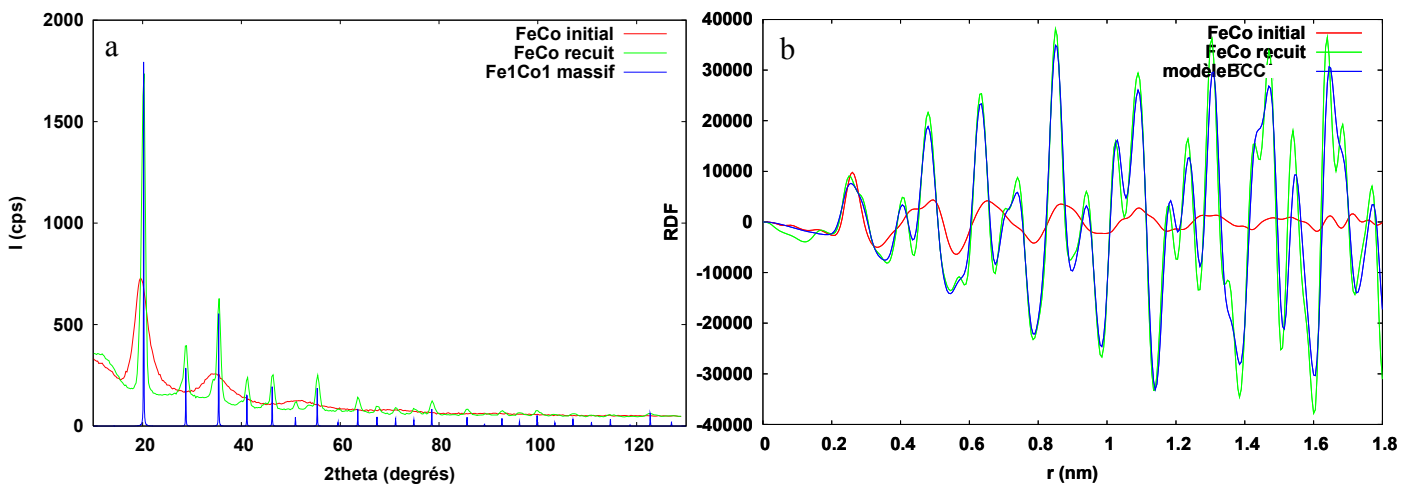 a
FeCo initial
FeCo recuit
Fe1Co1 massif
2000
1500
1000
500
0
I (cps)
20
40
60
80
100
120
2theta (degrés)
b
FeCo initial
FeCo recuit
modèleBCC
40000
30000
20000
10000
0
-10000
-20000
-30000
-40000
RDF
0
0.2
0.4
0.6
0.8
1
1.2
1.4
1.6
1.8
r (nm)